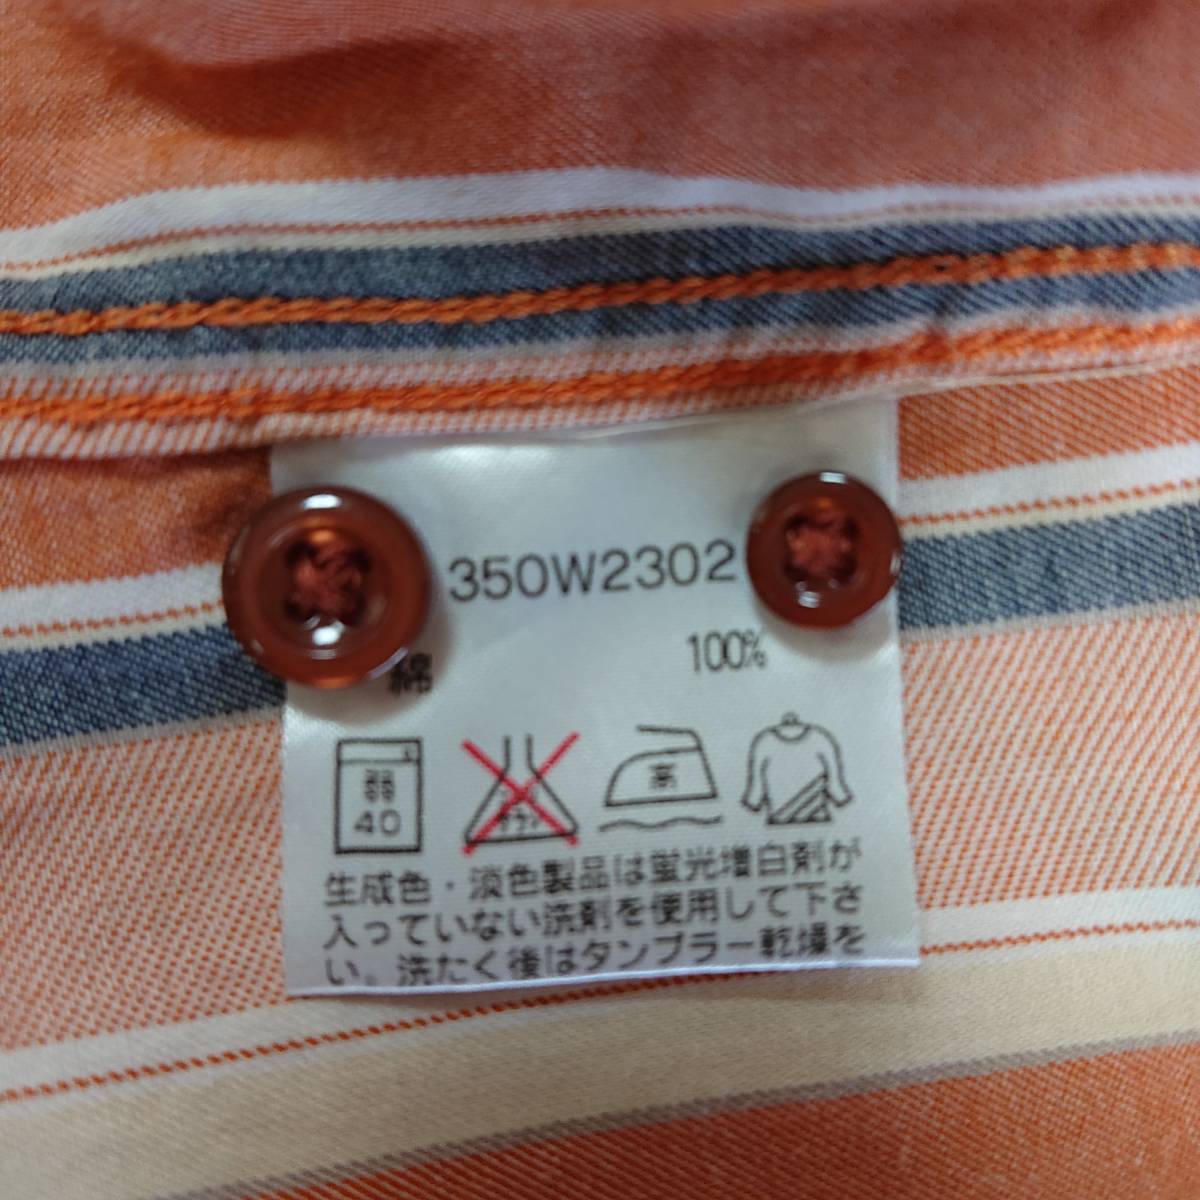 350W2302
綿 100%
弱
40
高
生成色・淡色製品は蛍光増白剤が
入っていない洗剤を使用して下さ
い。洗たく後はタンブラー乾燥を